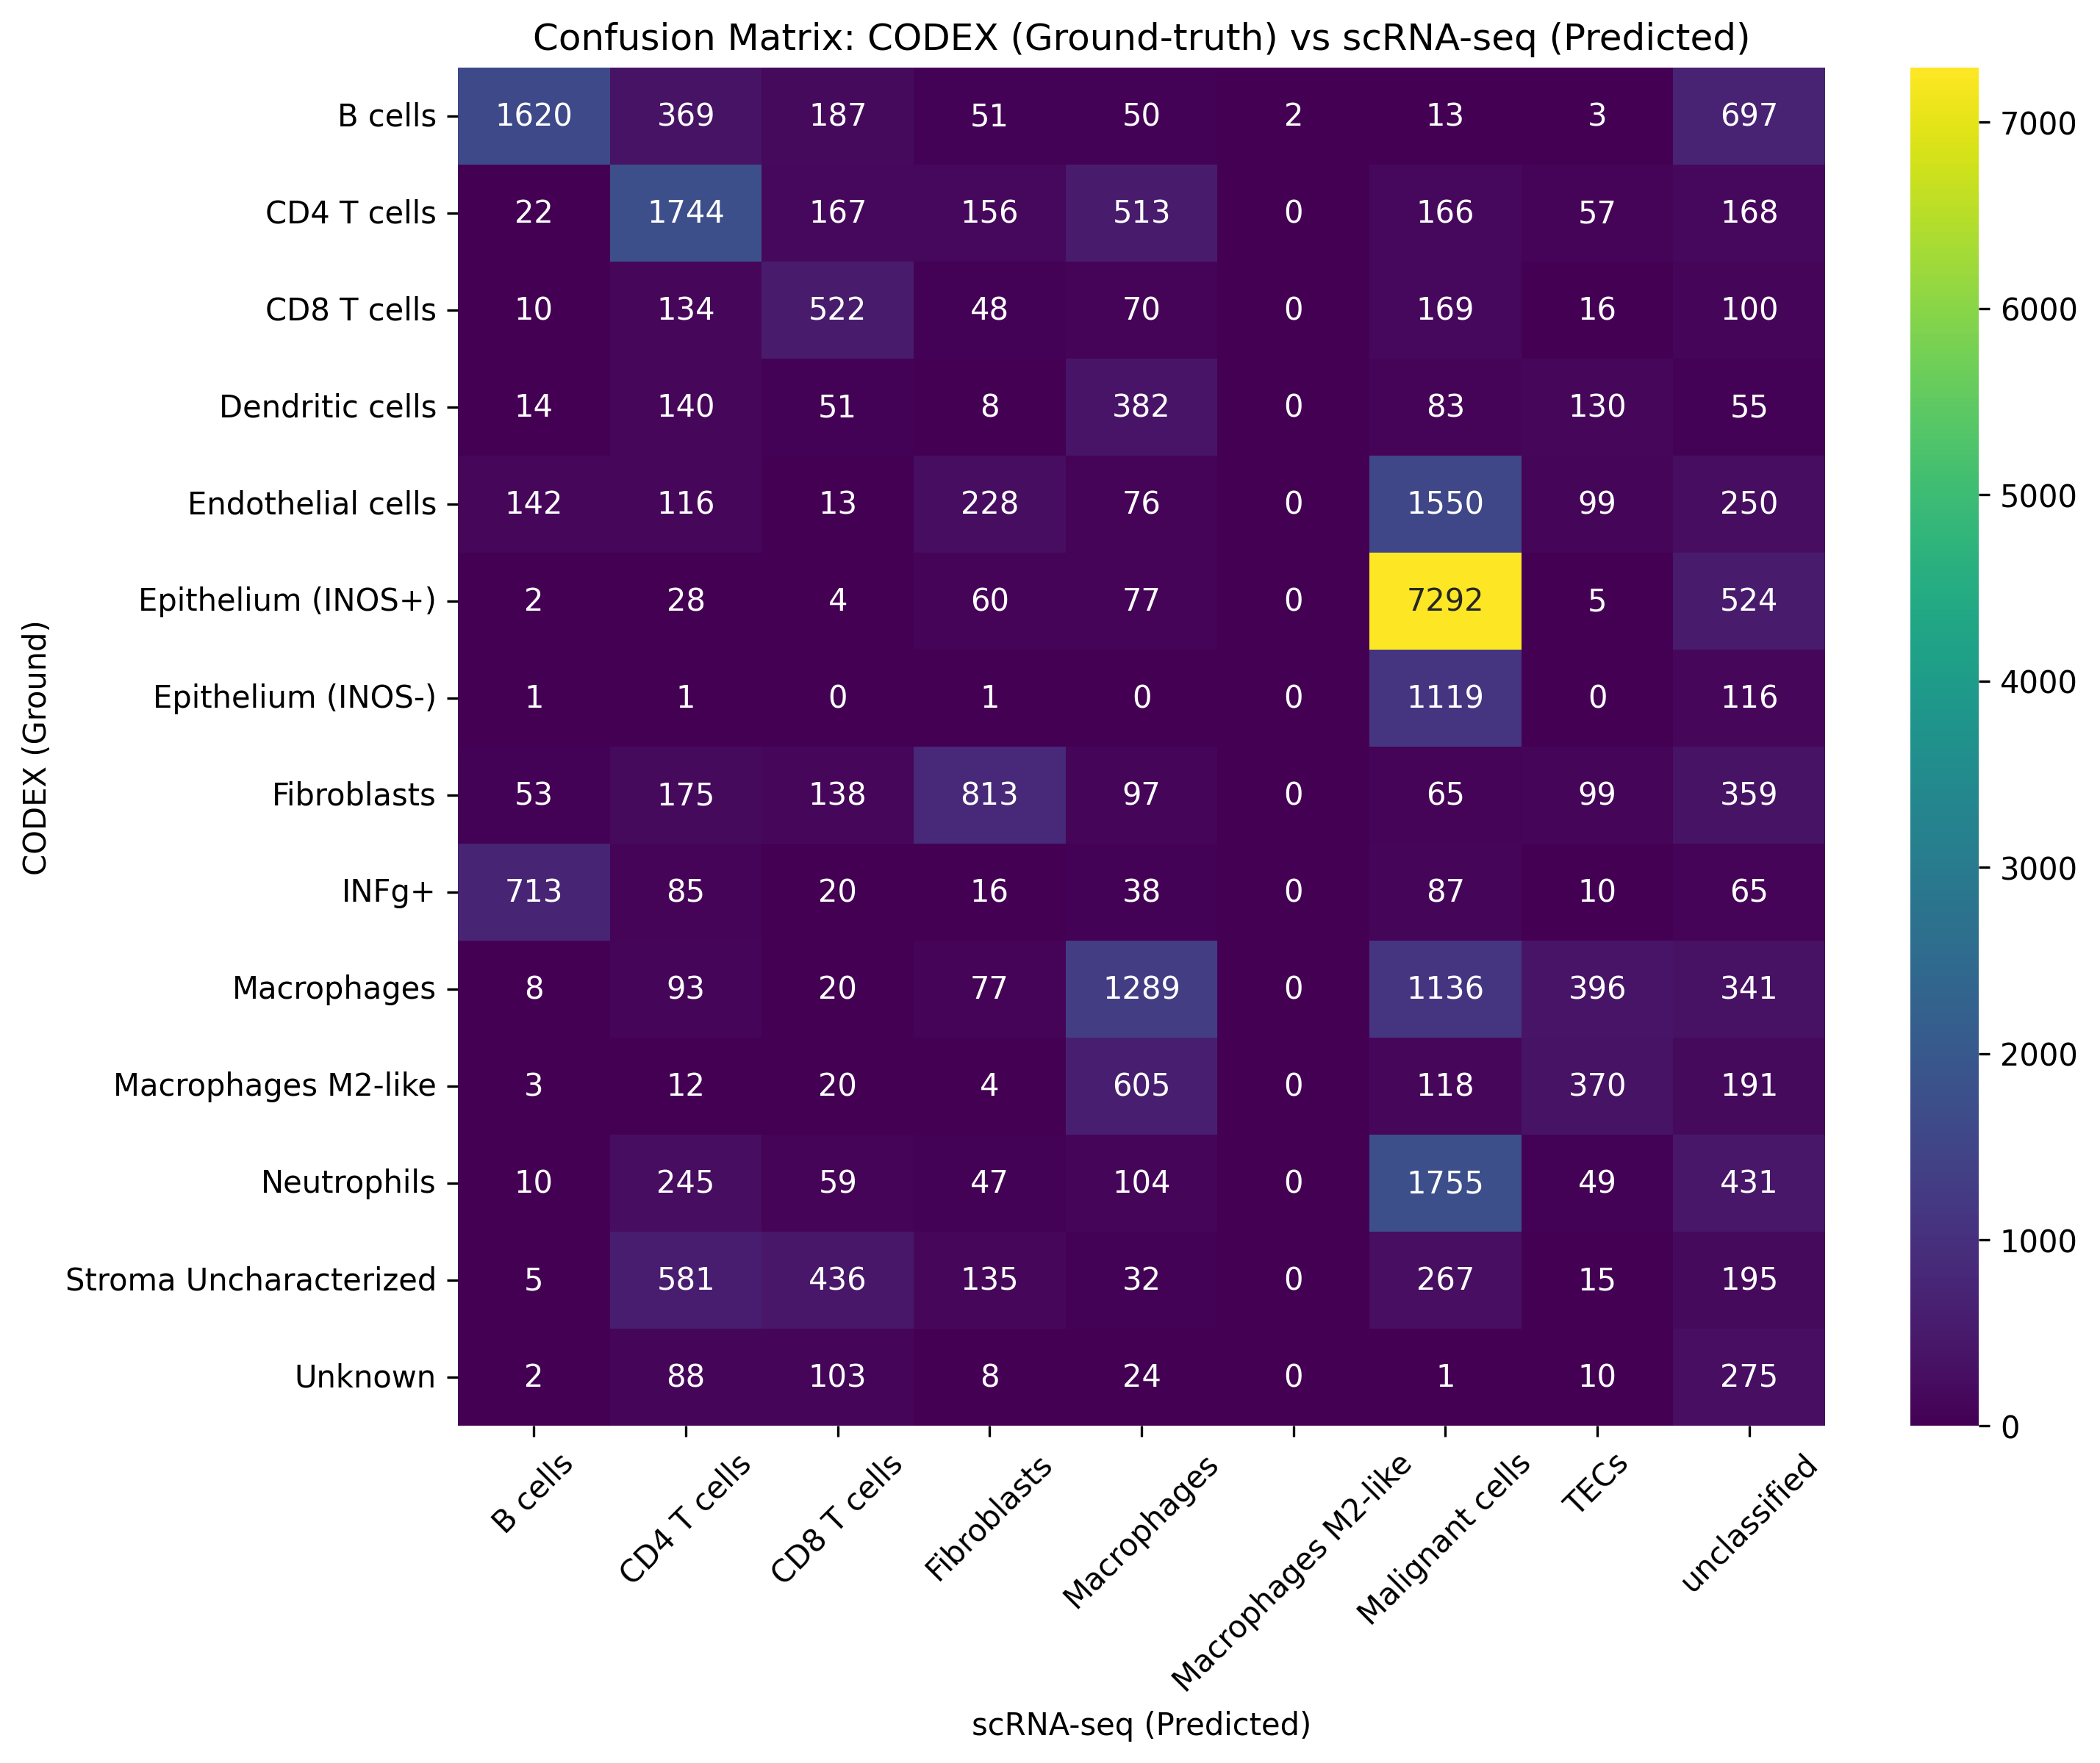 Confusion Matrix: CODEX (Ground-truth) vs scRNA-seq (Predicted)
CODEX (Ground)
B cells 1620 369 187 51 50 2 13 3 697
CD4 T cells 22 1744 167 156 513 0 166 57 168
CD8 T cells 10 134 522 48 70 0 169 16 100
Dendritic cells 14 140 51 8 382 0 83 130 55
Endothelial cells 142 116 13 228 76 0 1550 99 250
Epithelium (INOS+) 2 28 4 60 77 0 7292 5 524
Epithelium (INOS-) 1 1 0 1 0 0 1119 0 116
Fibroblasts 53 175 138 813 97 0 65 99 359
INFg+ 713 85 20 16 38 0 87 10 65
Macrophages 8 93 20 77 1289 0 1136 396 341
Macrophages M2-like 3 12 20 4 605 0 118 370 191
Neutrophils 10 245 59 47 104 0 1755 49 431
Stroma Uncharacterized 5 581 436 135 32 0 267 15 195
Unknown 2 88 103 8 24 0 1 10 275
B cells
CD4 T cells
CD8 T cells
Fibroblasts
Macrophages
Macrophages M2-like
Malignant cells
TECs
unclassified
scRNA-seq (Predicted)
7000
6000
5000
4000
3000
2000
1000
0